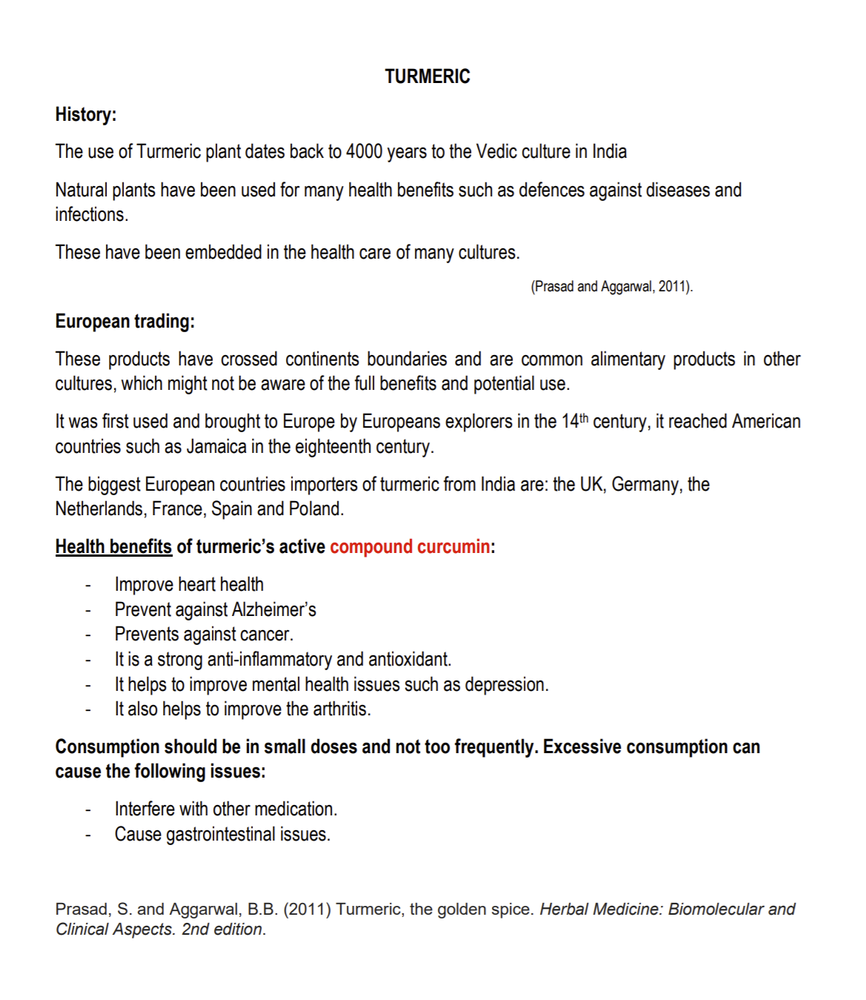 TURMERIC
History:
The use of Turmeric plant dates back to 4000 years to the Vedic culture in India
Natural plants have been used for many health benefits such as defences against diseases and
infections.
These have been embedded in the health care of many cultures.
(Prasad and Aggarwal, 2011).
European trading:
These products have crossed continents boundaries and are common alimentary products in other
cultures, which might not be aware of the full benefits and potential use.
It was first used and brought to Europe by Europeans explorers in the 14th century, it reached American
countries such as Jamaica in the eighteenth century.
The biggest European countries importers of turmeric from India are: the UK, Germany, the
Netherlands, France, Spain and Poland.
Health benefits of turmeric’s active compound curcumin:
- Improve heart health
- Prevent against Alzheimer’s
- Prevents against cancer.
- It is a strong anti-inflammatory and antioxidant.
- It helps to improve mental health issues such as depression.
- It also helps to improve the arthritis.
Consumption should be in small doses and not too frequently. Excessive consumption can
cause the following issues:
- Interfere with other medication.
- Cause gastrointestinal issues.
Prasad, S. and Aggarwal, B.B. (2011) Turmeric, the golden spice. Herbal Medicine: Biomolecular and
Clinical Aspects. 2nd edition.